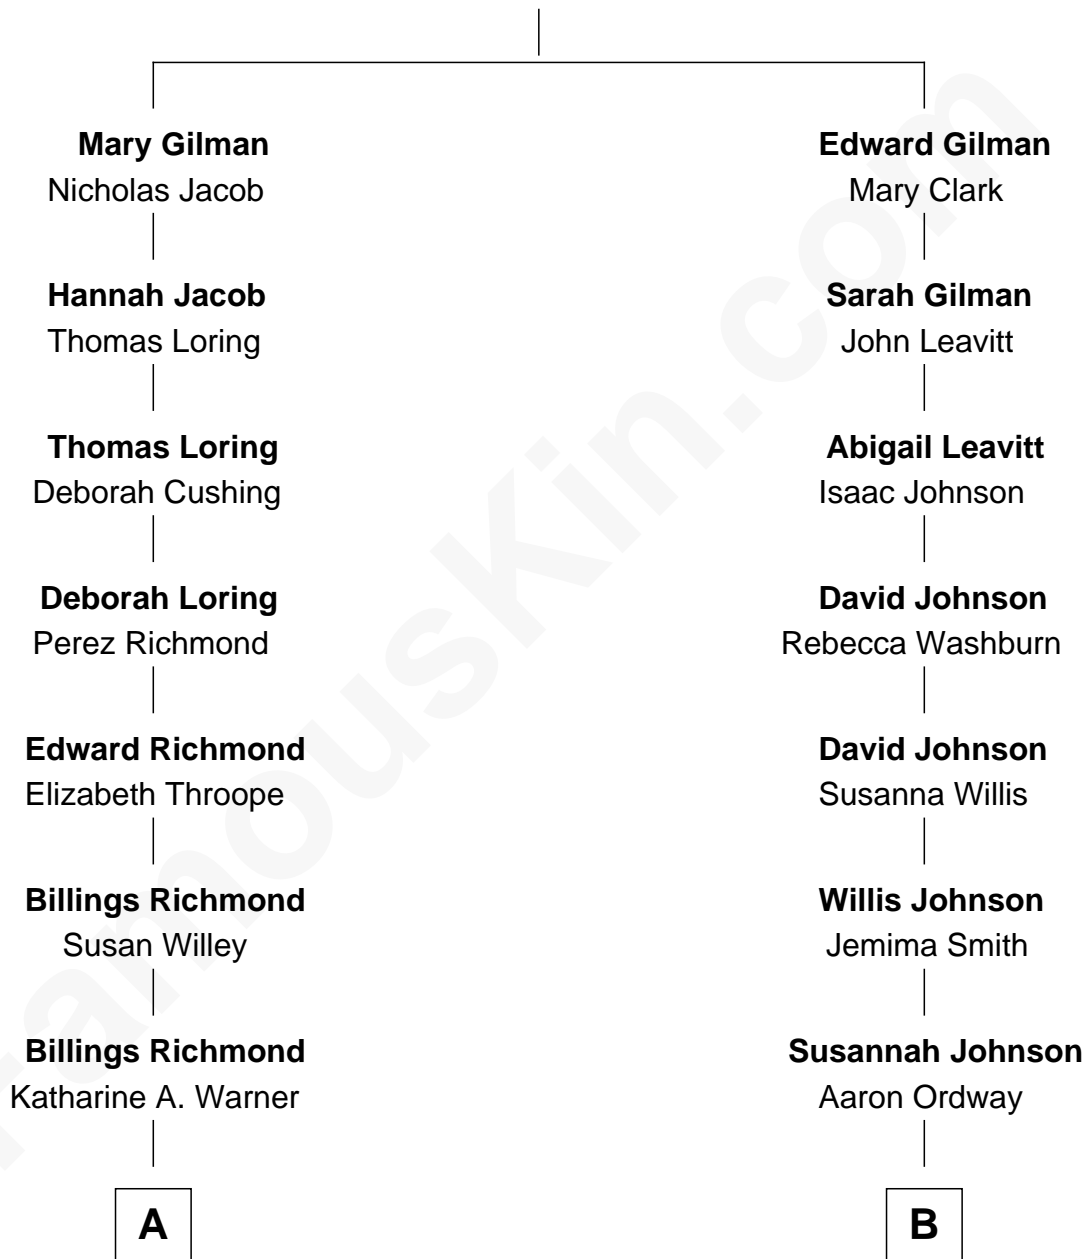 Mary Gilman
Nicholas Jacob
Hannah Jacob
Thomas Loring
Thomas Loring
Deborah Cushing
Deborah Loring
Perez Richmond
Edward Richmond
Elizabeth Throope
Billings Richmond
Susan Willey
Billings Richmond
Katharine A. Warner
A
Edward Gilman
Mary Clark
Sarah Gilman
John Leavitt
Abigail Leavitt
Isaac Johnson
David Johnson
Rebecca Washburn
David Johnson
Susanna Willis
Willis Johnson
Jemima Smith
Susannah Johnson
Aaron Ordway
B
FamousKin.com